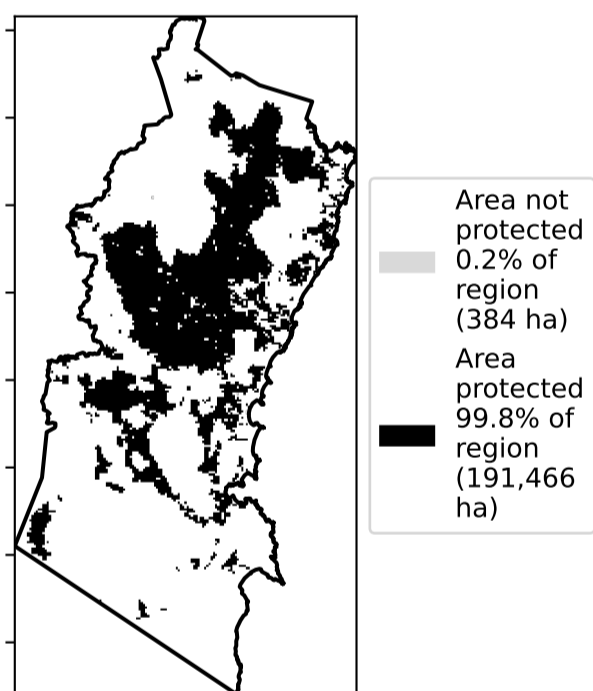 Area not
protected
0.2% of
region
(384 ha)
Area
protected
99.8% of
region
(191,466
ha)